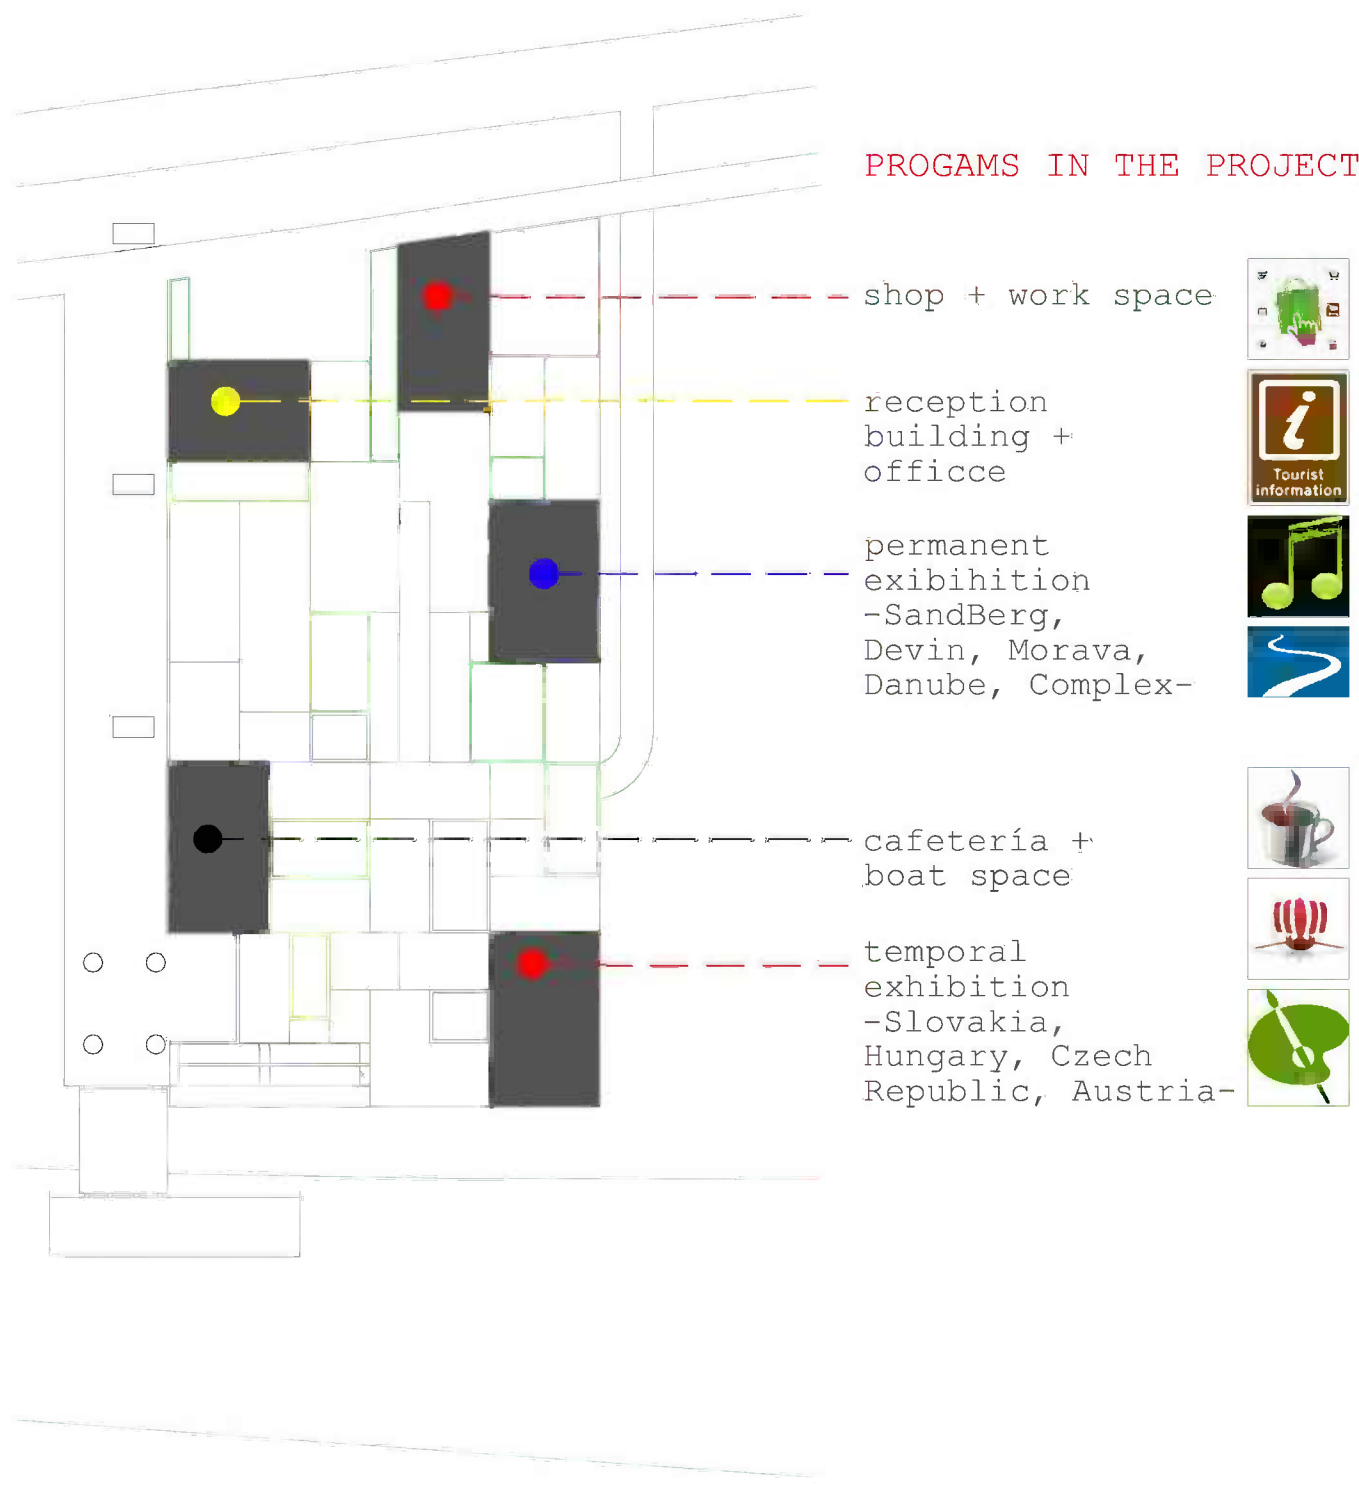 PROGAMS IN THE PROJECT
shop + work space
reception
building +
officce
Tourist
information
permanent
exibihition
-SandBerg,
Devin, Morava,
Danube, Complex-
cafetería +
boat space
temporal
exhibition
-Slovakia,
Hungary, Czech
Republic, Austria-